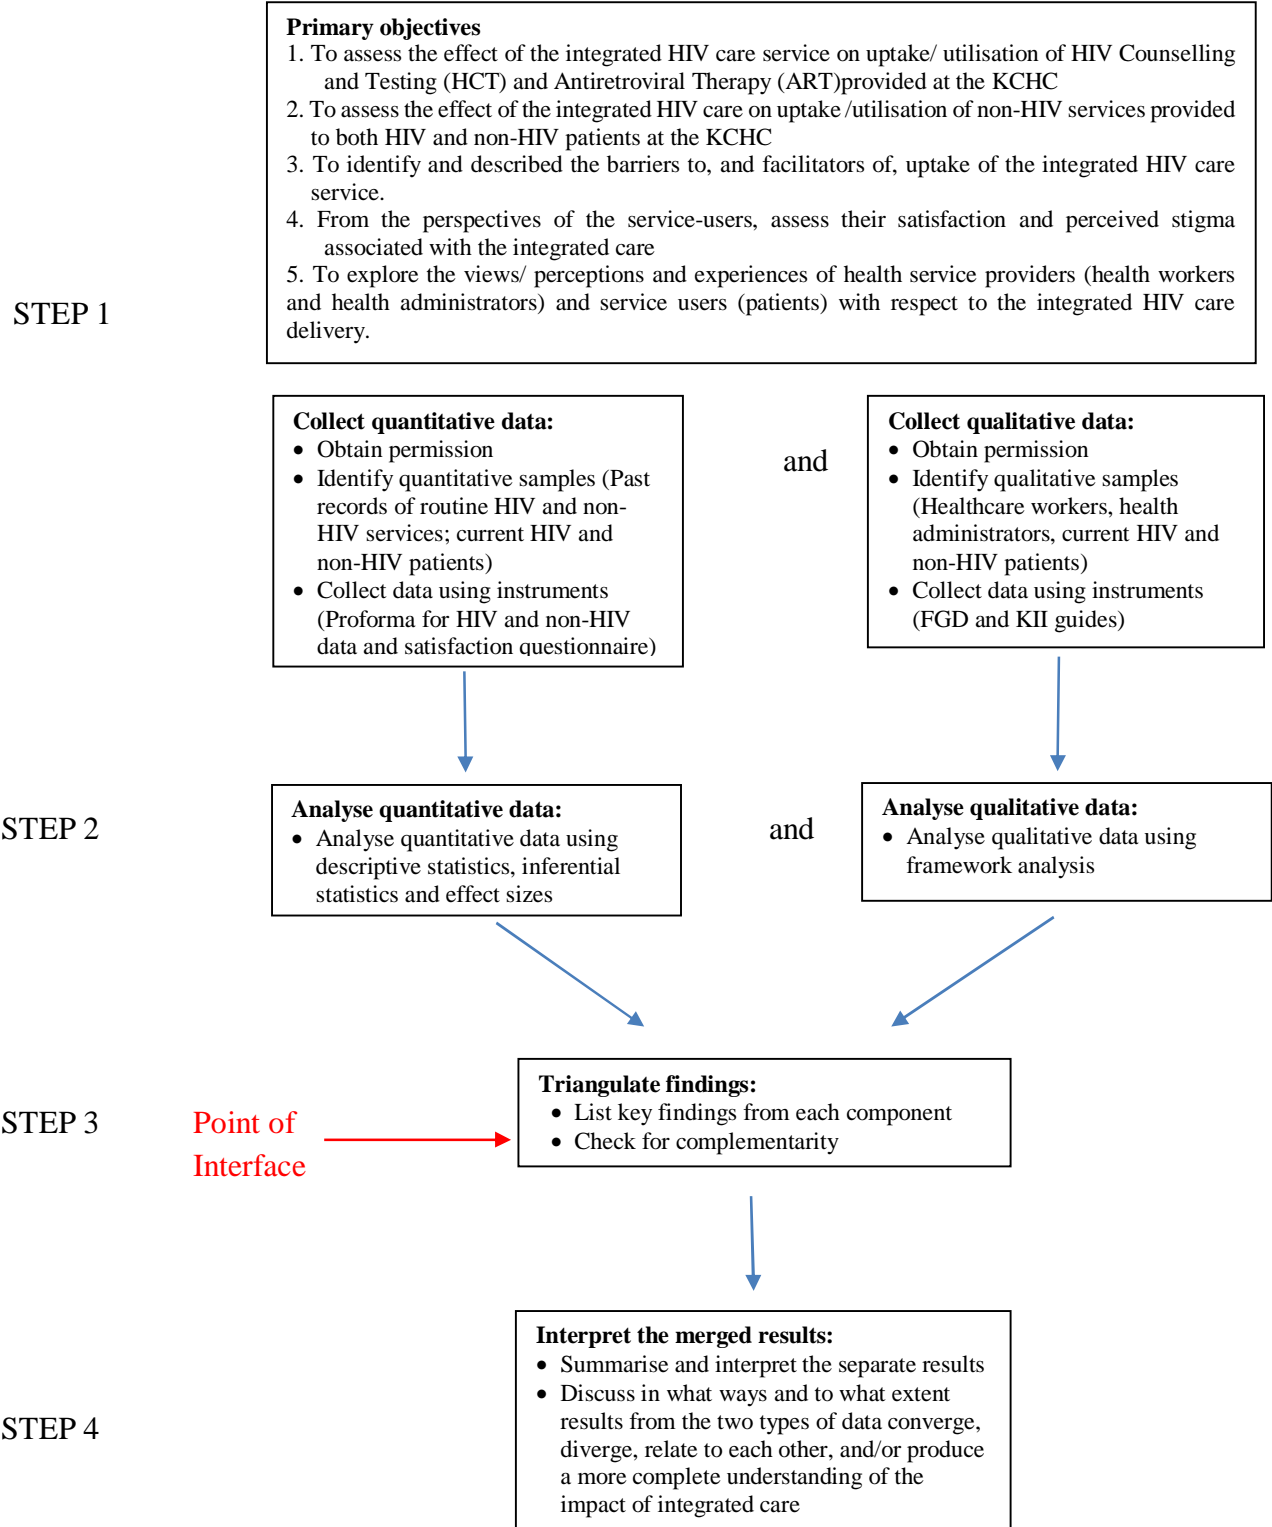 Primary objectives
1. To assess the effect of the integrated HIV care service on uptake/ utilisation of HIV Counselling
and Testing (HCT) and Antiretroviral Therapy (ART)provided at the KCHC
2. To assess the effect of the integrated HIV care on uptake /utilisation of non-HIV services provided
to both HIV and non-HIV patients at the KCHC
3. To identify and described the barriers to, and facilitators of, uptake of the integrated HIV care
service.
4. From the perspectives of the service-users, assess their satisfaction and perceived stigma
associated with the integrated care
5. To explore the views/ perceptions and experiences of health service providers (health workers
and health administrators) and service users (patients) with respect to the integrated HIV care
delivery.
STEP 1
Collect quantitative data:
• Obtain permission
• Identify quantitative samples (Past
records of routine HIV and non-
HIV services; current HIV and
non-HIV patients)
• Collect data using instruments
(Proforma for HIV and non-HIV
data and satisfaction questionnaire)
and
Collect qualitative data:
• Obtain permission
• Identify qualitative samples
(Healthcare workers, health
administrators, current HIV and
non-HIV patients)
• Collect data using instruments
(FGD and KII guides)
STEP 2
Analyse quantitative data:
• Analyse quantitative data using
descriptive statistics, inferential
statistics and effect sizes
and
Analyse qualitative data:
• Analyse qualitative data using
framework analysis
STEP 3
Point of
Interface
Triangulate findings:
• List key findings from each component
• Check for complementarity
STEP 4
Interpret the merged results:
• Summarise and interpret the separate results
• Discuss in what ways and to what extent
results from the two types of data converge,
diverge, relate to each other, and/or produce
a more complete understanding of the
impact of integrated care